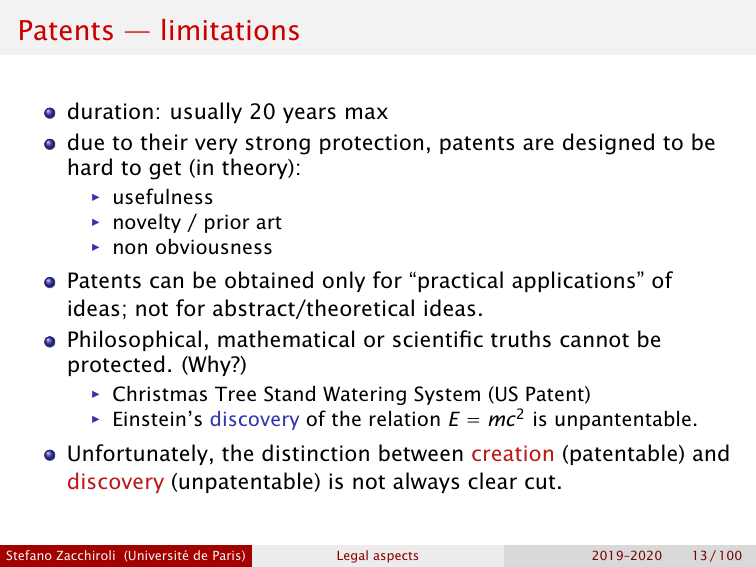 Patents — limitations
duration: usually 20 years max
due to their very strong protection, patents are designed to be
hard to get (in theory):
usefulness
novelty / prior art
non obviousness
Patents can be obtained only for “practical applications” of
ideas; not for abstract/theoretical ideas.
Philosophical, mathematical or scientific truths cannot be
protected. (Why?)
Christmas Tree Stand Watering System (US Patent)
Einstein’s discovery of the relation E = mc² is unpantentable.
Unfortunately, the distinction between creation (patentable) and
discovery (unpatentable) is not always clear cut.
Stefano Zacchiroli (Université de Paris) Legal aspects 2019–2020 13 / 100